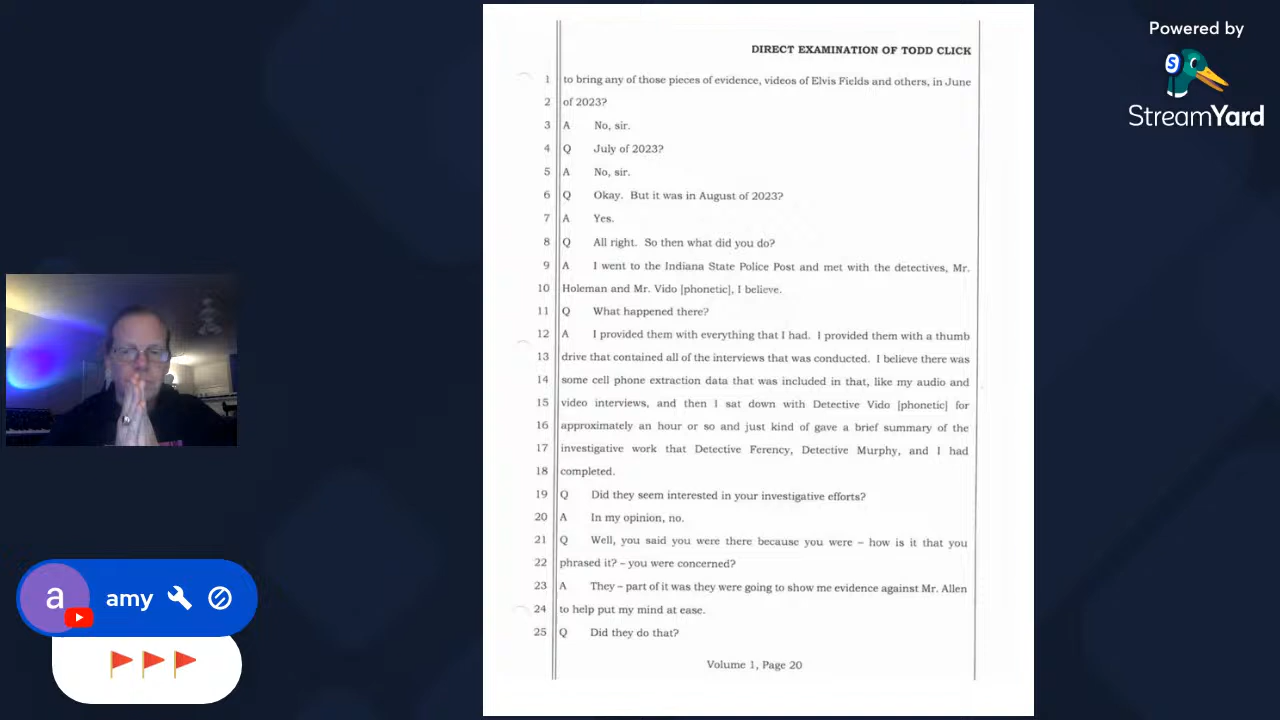 Powered by
StreamYard
DIRECT EXAMINATION OF TODD CLICK
1 to bring any of those pieces of evidence, videos of Elvis Fields and others, in June
2 of 2023?
3 A No, sir.
4 Q July of 2023?
5 A No, sir.
6 Q Okay. But it was in August of 2023?
7 A Yes.
8 Q All right. So then what did you do?
9 A I went to the Indiana State Police Post and met with the detectives, Mr.
10 Holeman and Mr. Vido [phonetic], I believe.
11 Q What happened there?
12 A I provided them with everything that I had. I provided them with a thumb
13 drive that contained all of the interviews that was conducted. I believe there was
14 some cell phone extraction data that was included in that, like my audio and
15 video interviews, and then I sat down with Detective Vido [phonetic] for
16 approximately an hour or so and just kind of gave a brief summary of the
17 investigative work that Detective Ferency, Detective Murphy, and I had
18 completed.
19 Q Did they seem interested in your investigative efforts?
20 A In my opinion, no.
21 Q Well, you said you were there because you were – how is it that you
22 phrased it? – you were concerned?
23 A They – part of it was they were going to show me evidence against Mr. Allen
24 to help put my mind at ease.
25 Q Did they do that?
Volume 1, Page 20
a amy